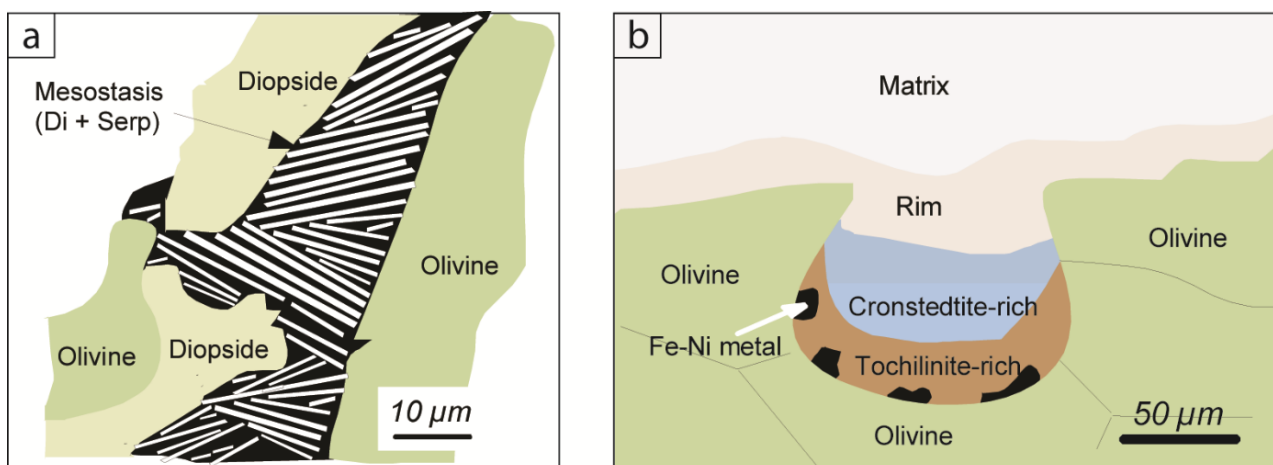 a
Diopside
Mesostasis
(Di + Serp)
Olivine
Olivine
Diopside
10 µm
b
Matrix
Rim
Olivine
Olivine
Cronstedtite-rich
Fe-Ni metal
Tochilinite-rich
Olivine
50 µm